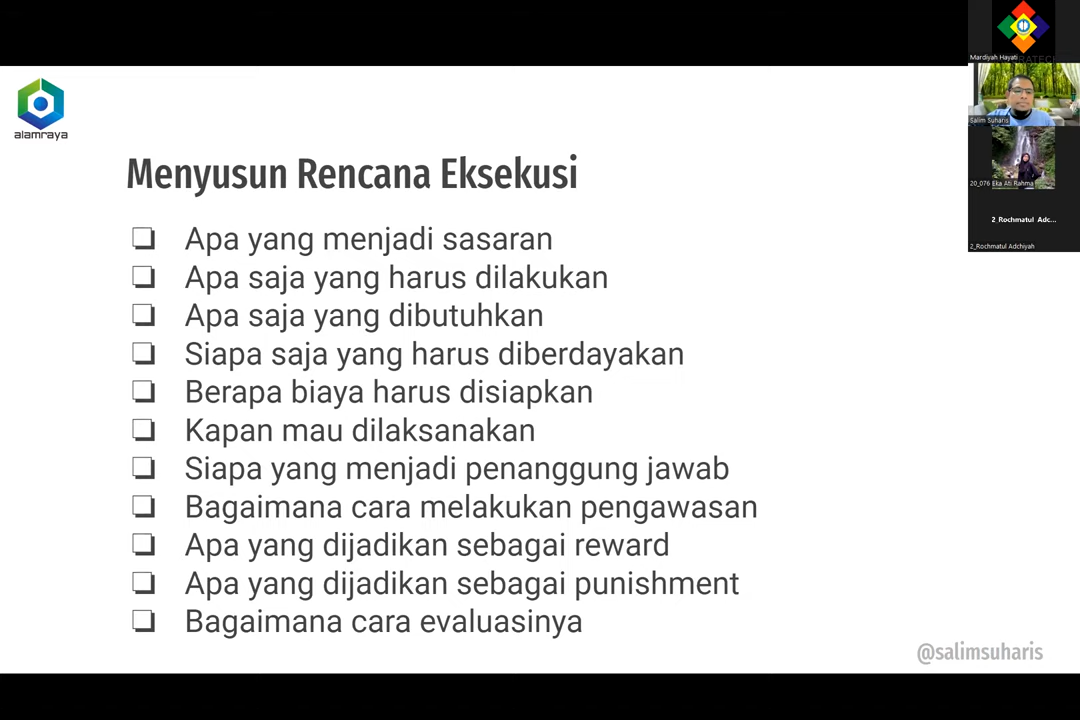 alamraya
Menyusun Rencana Eksekusi
❏ Apa yang menjadi sasaran
❏ Apa saja yang harus dilakukan
❏ Apa saja yang dibutuhkan
❏ Siapa saja yang harus diberdayakan
❏ Berapa biaya harus disiapkan
❏ Kapan mau dilaksanakan
❏ Siapa yang menjadi penanggung jawab
❏ Bagaimana cara melakukan pengawasan
❏ Apa yang dijadikan sebagai reward
❏ Apa yang dijadikan sebagai punishment
❏ Bagaimana cara evaluasinya
@salimsuharis
Mardiyah Hayati
Salim Suharis
20_076 Eka Ati Rahma
2_Rochmatul Adc...
2_Rochmatul Adchiyah